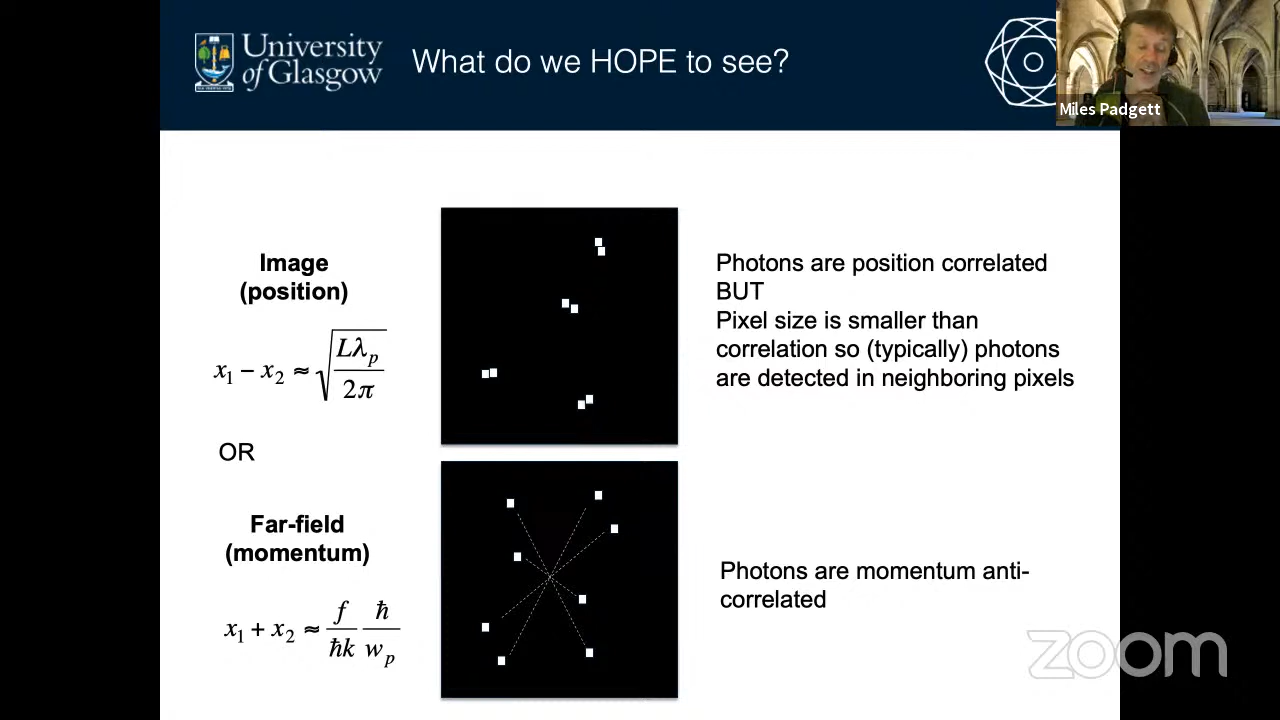 University
of Glasgow
What do we HOPE to see?
Miles Padgett
Image
(position)
x₁ − x₂ ≈ √(Lλₚ / 2π)
Photons are position correlated
BUT
Pixel size is smaller than
correlation so (typically) photons
are detected in neighboring pixels
OR
Far-field
(momentum)
x₁ + x₂ ≈ f/ħk ħ/wₚ
Photons are momentum anti-
correlated
zoom